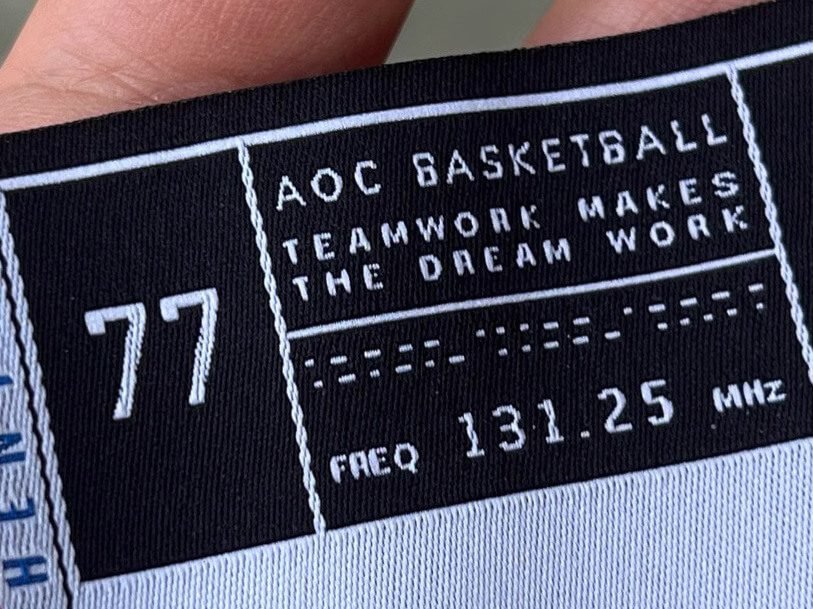 77
AOC BASKETBALL
TEAMWORK MAKES
THE DREAM WORK
FREQ 131.25 MHz